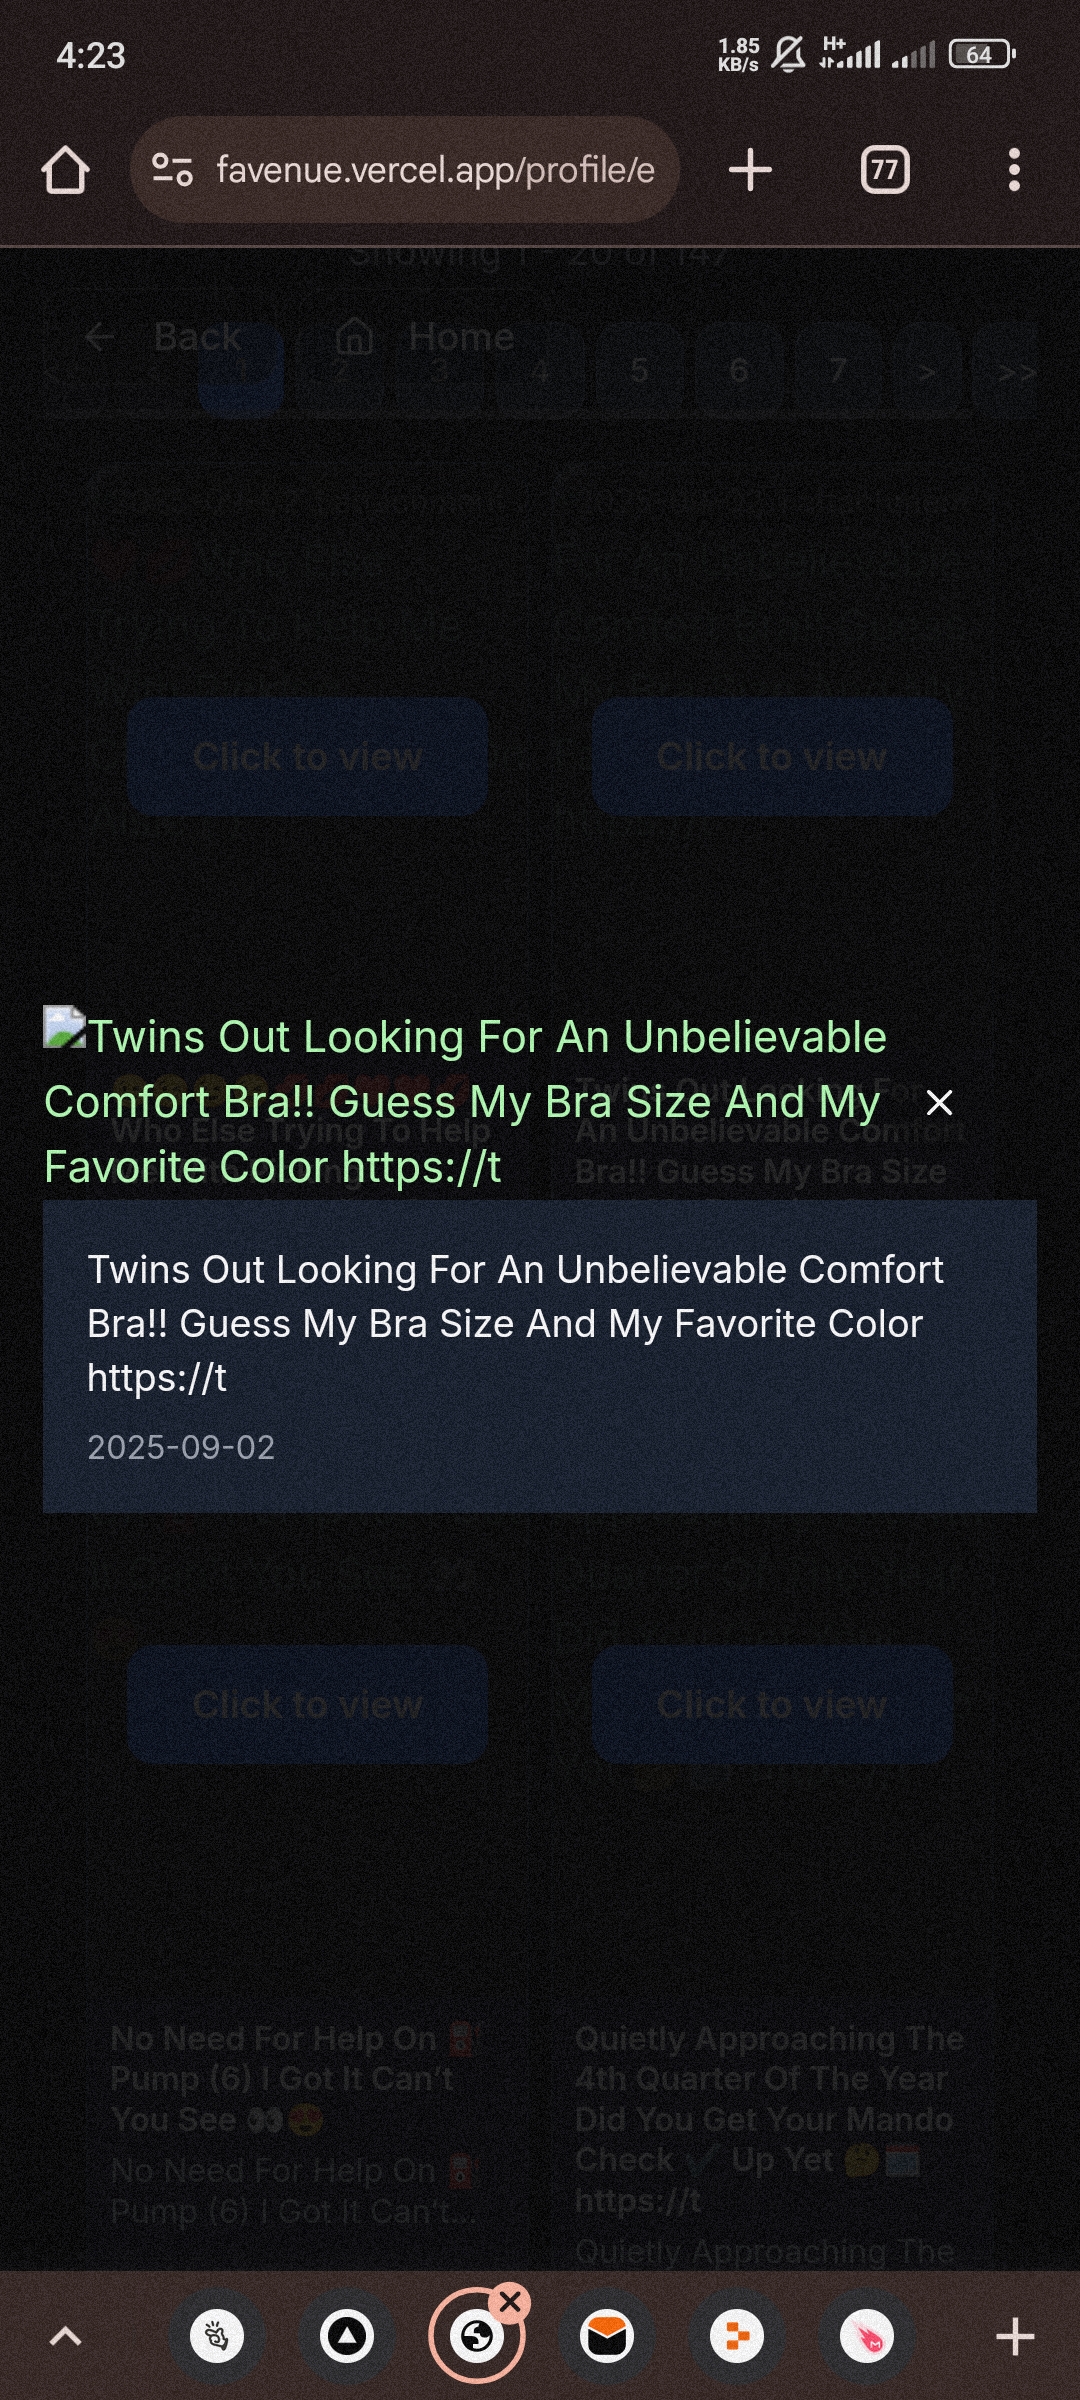 4:23
1.85
KB/s
H+
64
favenue.vercel.app/profile/e
77
Showing 1 - 20 of 147
Back
Home
1 2 3 4 5 6 7 > >>
Click to view
Click to view
Twins Out Looking For An Unbelievable
Comfort Bra!! Guess My Bra Size And My
Favorite Color https://t
Who Else Trying To Help
Twins Out Looking For
An Unbelievable Comfort
Bra!! Guess My Bra Size
Twins Out Looking For An Unbelievable Comfort
Bra!! Guess My Bra Size And My Favorite Color
https://t
2025-09-02
Click to view
Click to view
No Need For Help On ⛽
Pump (6) I Got It Can't
You See 👀😍
No Need For Help On ⛽
Pump (6) I Got It Can't...
Quietly Approaching The
4th Quarter Of The Year
Did You Get Your Mando
Check ✔️ Up Yet 🤔🗓️
https://t
Quietly Approaching The